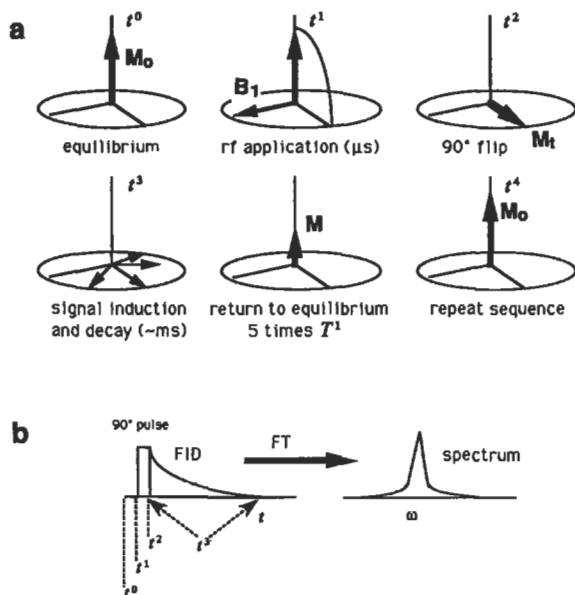 a
t⁰
M₀
equilibrium
t¹
B₁
rf application (µs)
t²
Mₜ
90° flip
t³
signal induction
and decay (~ms)
M
return to equilibrium
5 times T¹
t⁴
M₀
repeat sequence
b
90° pulse
FID
FT
spectrum
t
ω
t²
t³
t¹
t⁰